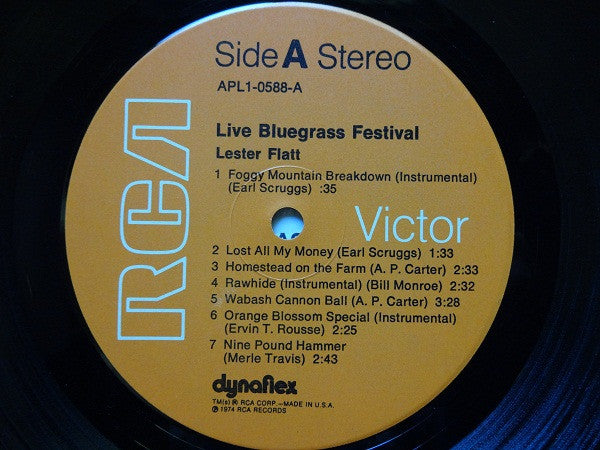 Side A Stereo
APL1-0588-A
Live Bluegrass Festival
Lester Flatt
1 Foggy Mountain Breakdown (Instrumental)
(Earl Scruggs) :35
RCA
Victor
2 Lost All My Money (Earl Scruggs) 1:33
3 Homestead on the Farm (A. P. Carter) 2:33
4 Rawhide (Instrumental) (Bill Monroe) 2:32
5 Wabash Cannon Ball (A. P. Carter) 3:28
6 Orange Blossom Special (Instrumental)
(Ervin T. Rousse) 2:25
7 Nine Pound Hammer
(Merle Travis) 2:43
dynaflex
TM(s) ® RCA CORP.—MADE IN U.S.A.
℗ 1974 RCA RECORDS